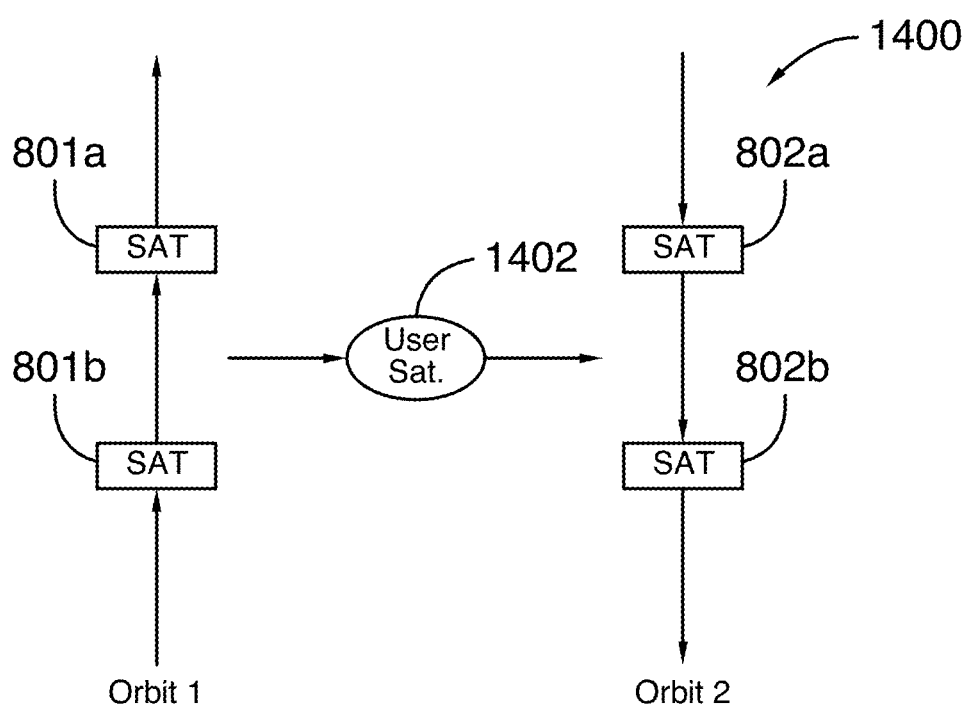 1400
801a
802a
SAT
SAT
1402
User
Sat.
801b
802b
SAT
SAT
Orbit 1
Orbit 2